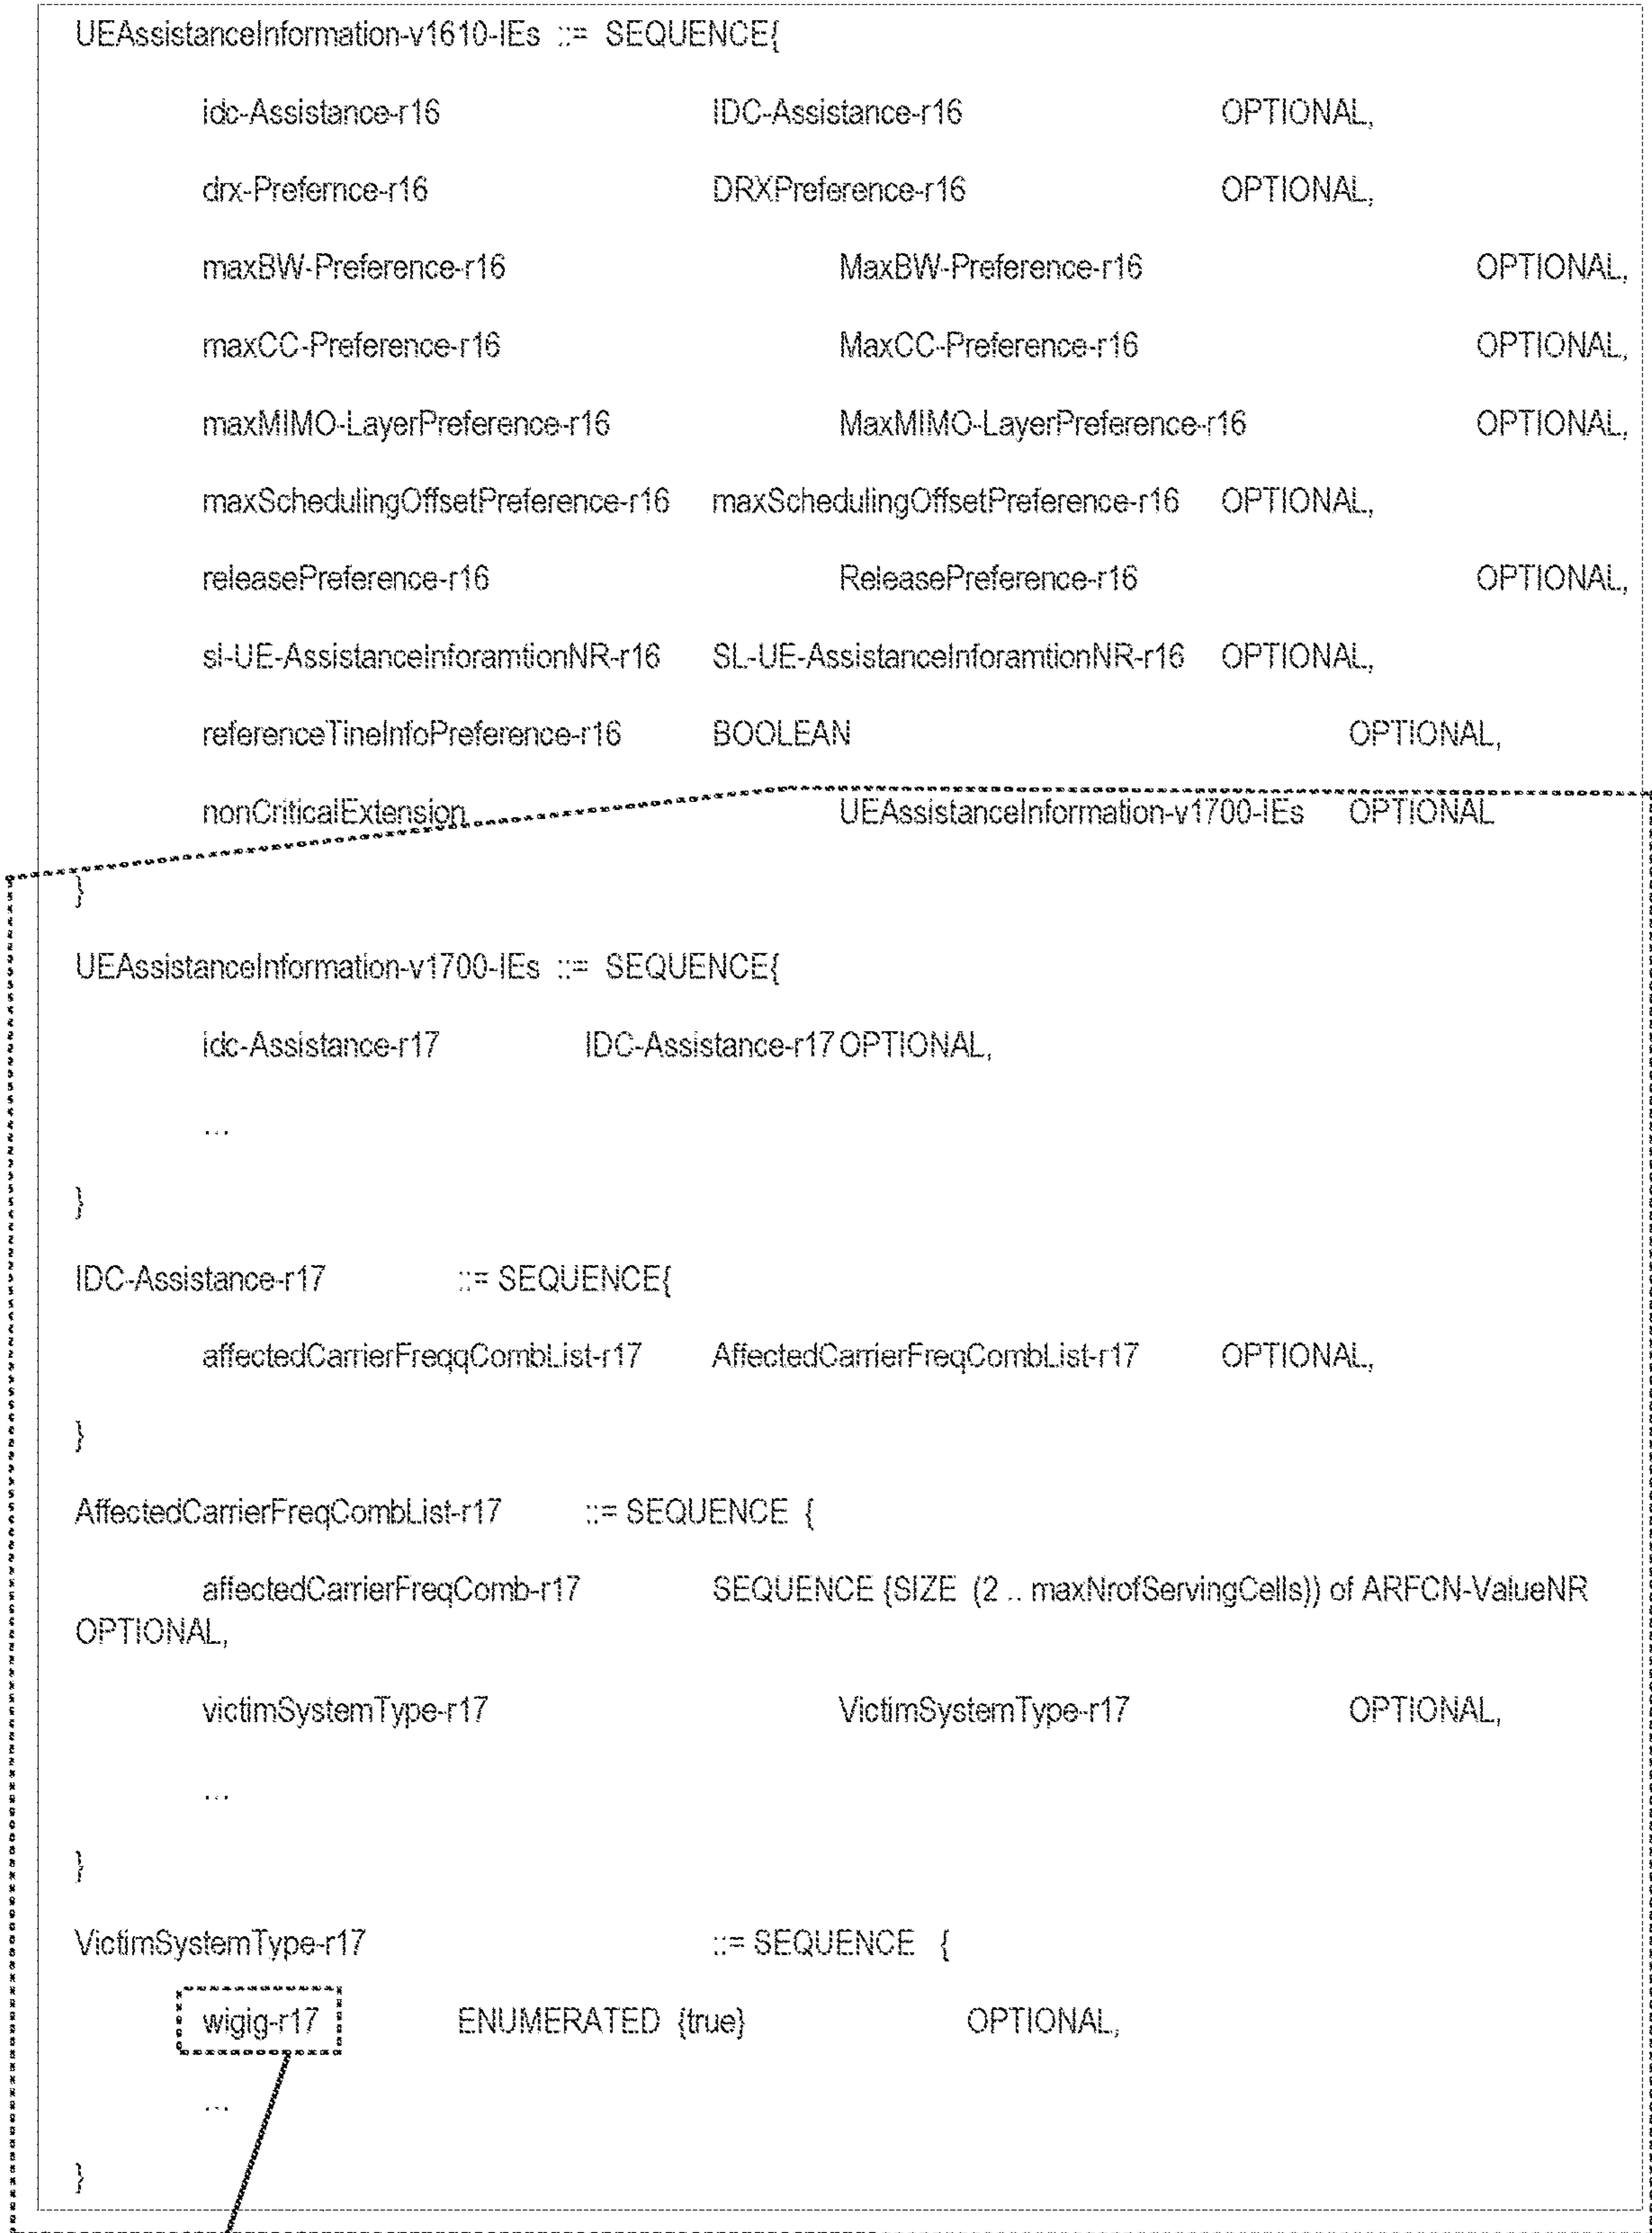 UEAssistanceInformation-v1610-IEs ::= SEQUENCE{
idc-Assistance-r16 IDC-Assistance-r16 OPTIONAL,
drx-Prefernce-r16 DRXPreference-r16 OPTIONAL,
maxBW-Preference-r16 MaxBW-Preference-r16 OPTIONAL,
maxCC-Preference-r16 MaxCC-Preference-r16 OPTIONAL,
maxMIMO-LayerPreference-r16 MaxMIMO-LayerPreference-r16 OPTIONAL,
maxSchedulingOffsetPreference-r16 maxSchedulingOffsetPreference-r16 OPTIONAL,
releasePreference-r16 ReleasePreference-r16 OPTIONAL,
sl-UE-AssistanceInforamtionNR-r16 SL-UE-AssistanceInforamtionNR-r16 OPTIONAL,
referenceTineInfoPreference-r16 BOOLEAN OPTIONAL,
nonCriticalExtension UEAssistanceInformation-v1700-IEs OPTIONAL
}
UEAssistanceInformation-v1700-IEs ::= SEQUENCE{
idc-Assistance-r17 IDC-Assistance-r17 OPTIONAL,
...
}
IDC-Assistance-r17 ::= SEQUENCE{
affectedCarrierFreqqCombList-r17 AffectedCarrierFreqCombList-r17 OPTIONAL,
}
AffectedCarrierFreqCombList-r17 ::= SEQUENCE {
affectedCarrierFreqComb-r17 SEQUENCE {SIZE (2 .. maxNrofServingCells)) of ARFCN-ValueNR
OPTIONAL,
victimSystemType-r17 VictimSystemType-r17 OPTIONAL,
...
}
VictimSystemType-r17 ::= SEQUENCE {
wigig-r17 ENUMERATED {true} OPTIONAL,
...
}